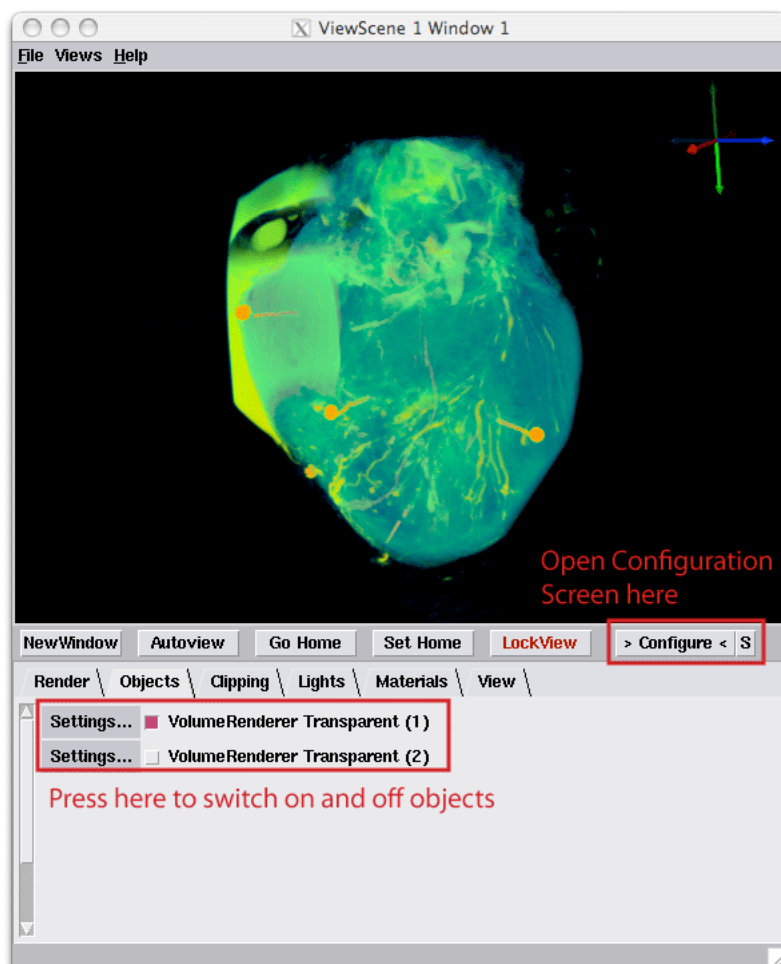 X ViewScene 1 Window 1
File Views Help
Open Configuration
Screen here
NewWindow Autoview Go Home Set Home LockView > Configure < S
Render \ Objects \ Clipping \ Lights \ Materials \ View \
Settings... VolumeRenderer Transparent (1)
Settings... VolumeRenderer Transparent (2)
Press here to switch on and off objects